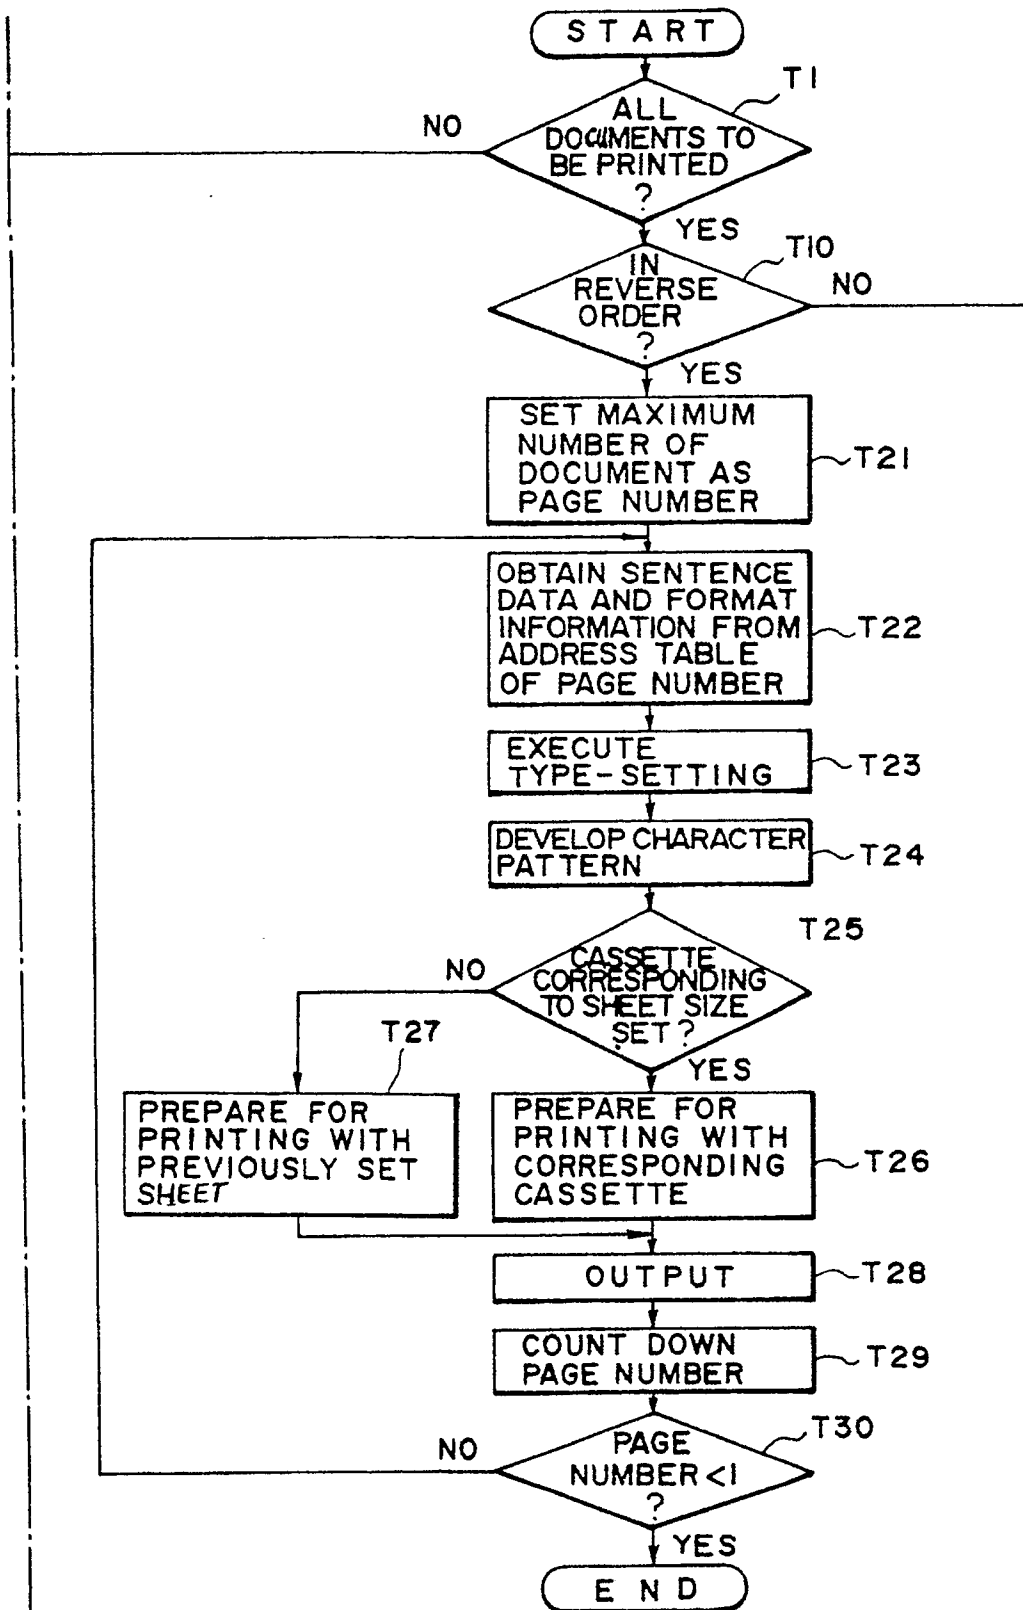 START
T1
ALL
DOCUMENTS TO
BE PRINTED
?
NO
YES
T10
IN
REVERSE
ORDER
?
NO
YES
SET MAXIMUM
NUMBER OF
DOCUMENT AS
PAGE NUMBER
T21
OBTAIN SENTENCE
DATA AND FORMAT
INFORMATION FROM
ADDRESS TABLE
OF PAGE NUMBER
T22
EXECUTE
TYPE-SETTING
T23
DEVELOP CHARACTER
PATTERN
T24
T25
CASSETTE
CORRESPONDING
TO SHEET SIZE
SET ?
NO
YES
T27
PREPARE FOR
PRINTING WITH
PREVIOUSLY SET
SHEET
PREPARE FOR
PRINTING WITH
CORRESPONDING
CASSETTE
T26
OUTPUT
T28
COUNT DOWN
PAGE NUMBER
T29
T30
PAGE
NUMBER <1
?
NO
YES
END